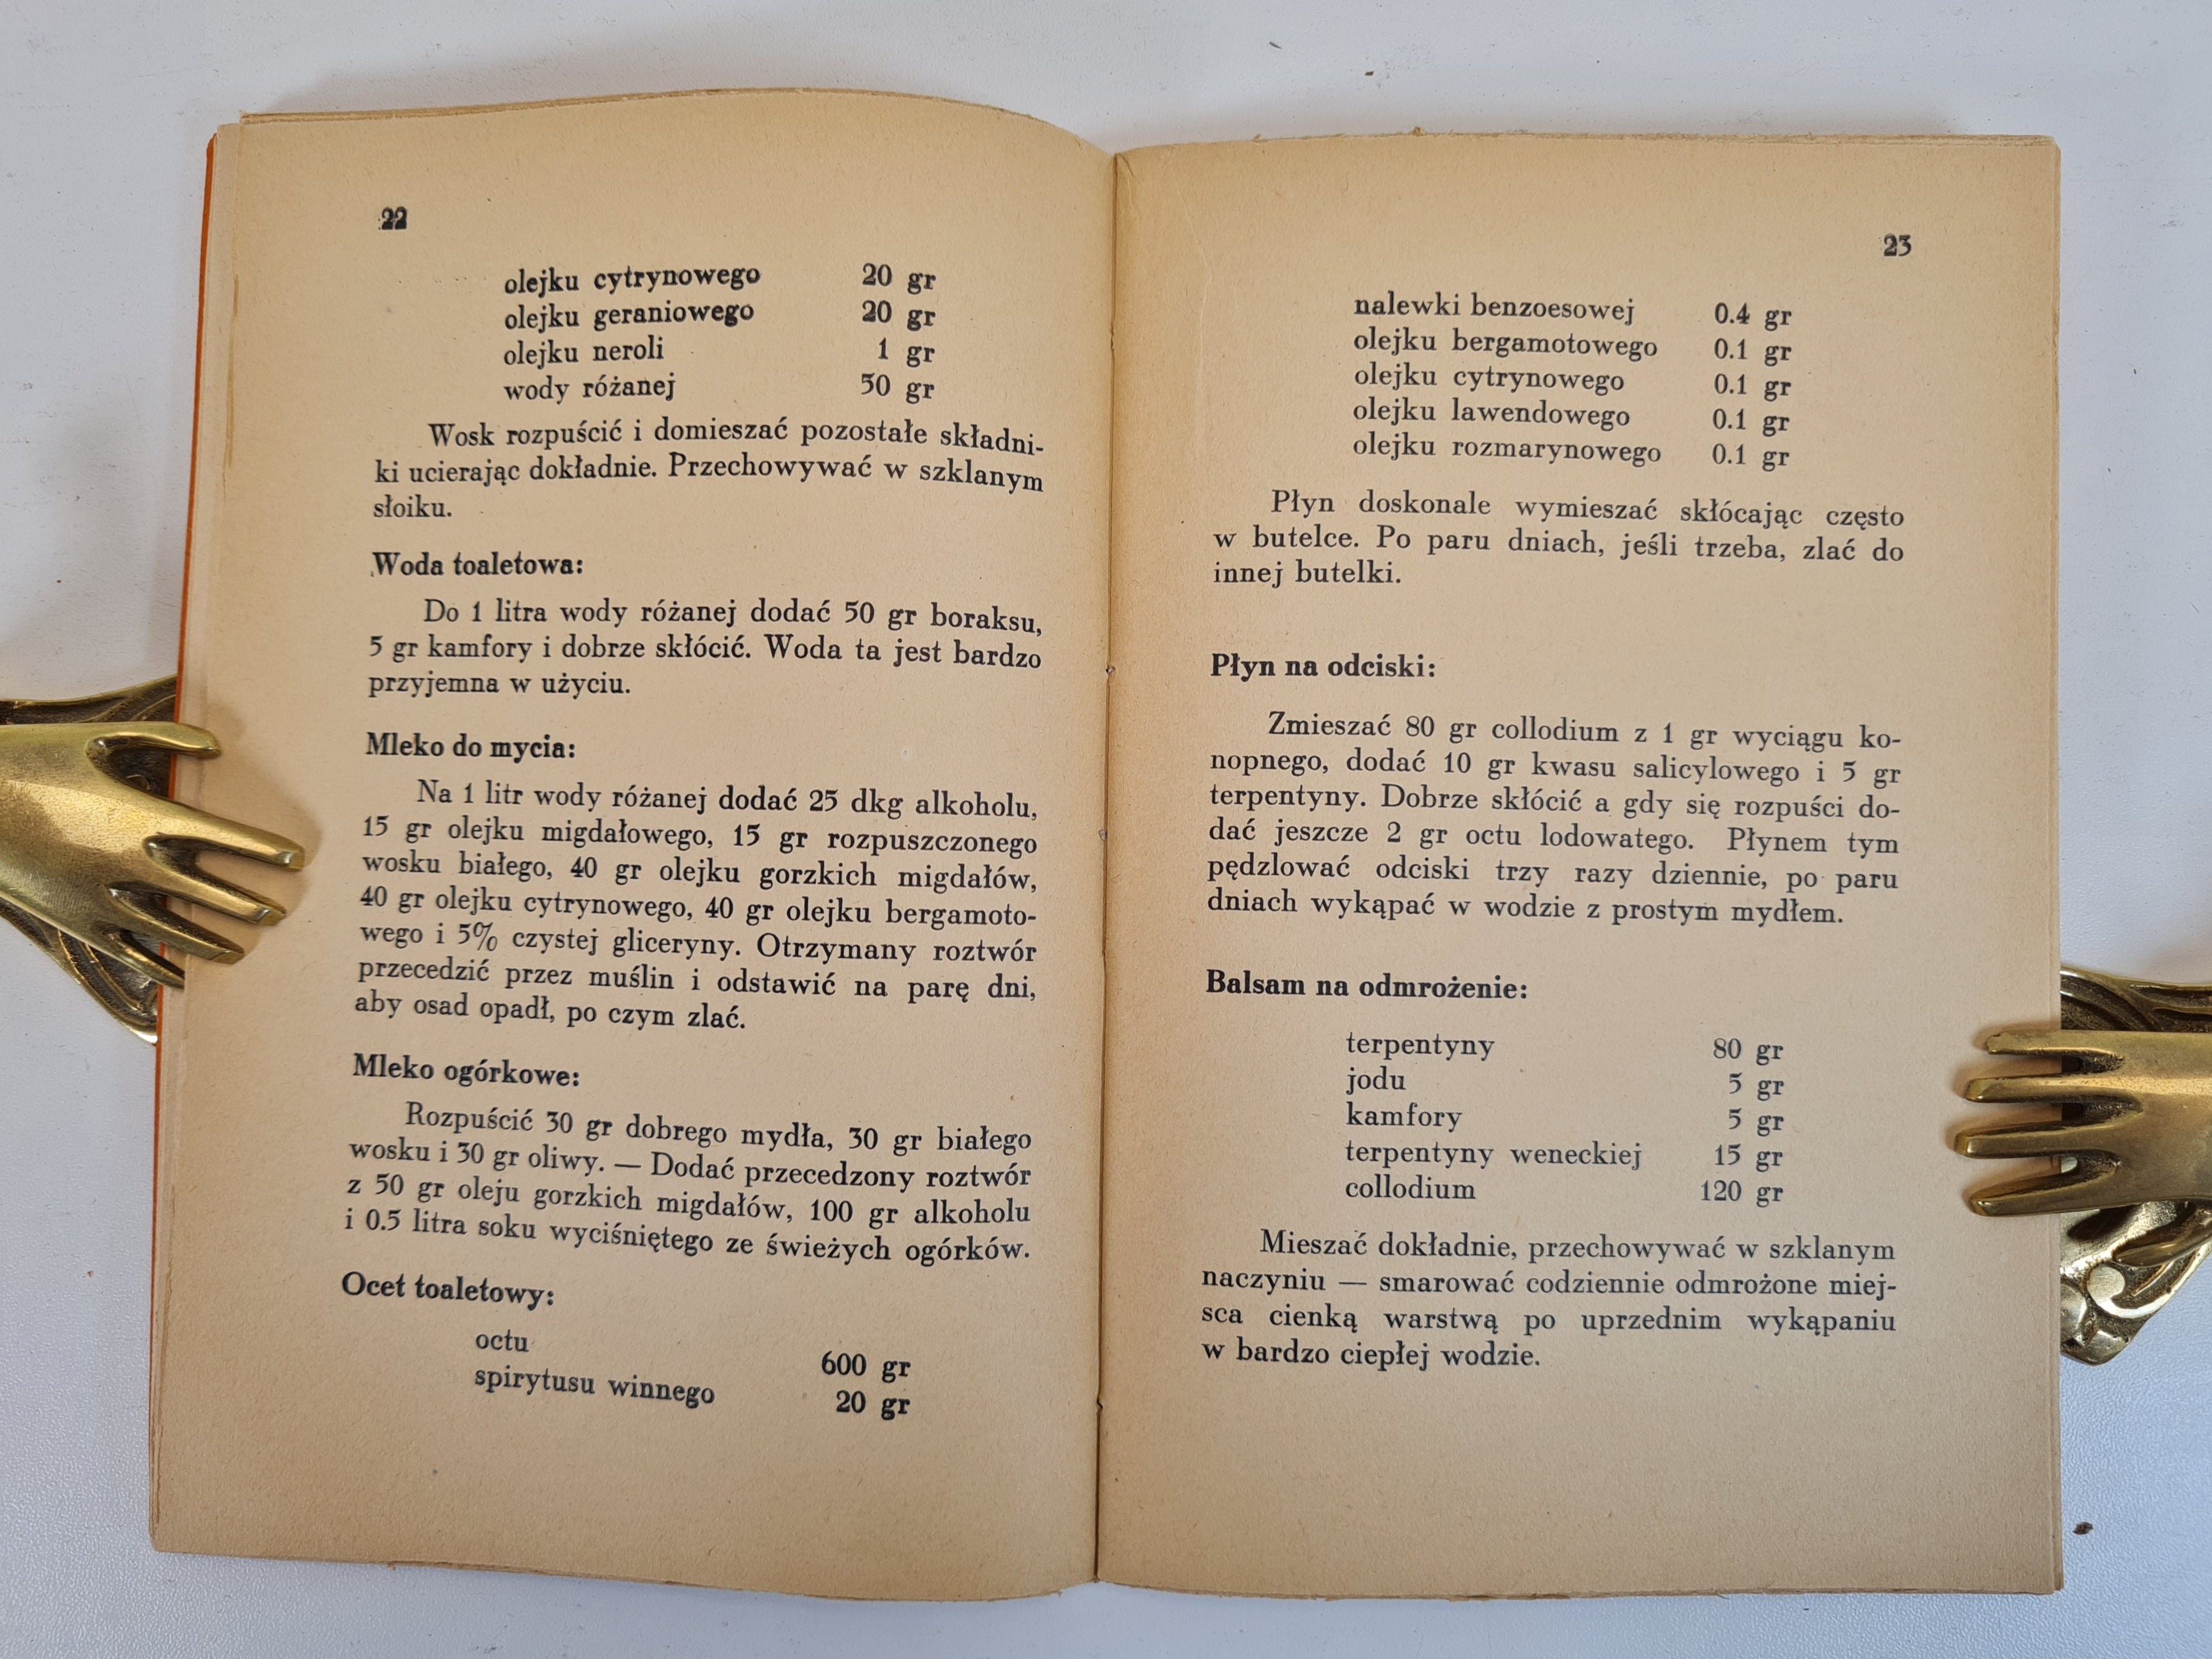 22
olejku cytrynowego 20 gr
olejku geraniowego 20 gr
olejku neroli 1 gr
wody różanej 50 gr
Wosk rozpuścić i domieszać pozostałe składni-
ki ucierając dokładnie. Przechowywać w szklanym
słoiku.
Woda toaletowa:
Do 1 litra wody różanej dodać 50 gr boraksu,
5 gr kamfory i dobrze skłócić. Woda ta jest bardzo
przyjemna w użyciu.
Mleko do mycia:
Na 1 litr wody różanej dodać 25 dkg alkoholu,
15 gr olejku migdałowego, 15 gr rozpuszczonego
wosku białego, 40 gr olejku gorzkich migdałów,
40 gr olejku cytrynowego, 40 gr olejku bergamoto-
wego i 5% czystej gliceryny. Otrzymany roztwór
przecedzić przez muślin i odstawić na parę dni,
aby osad opadł, po czym zlać.
Mleko ogórkowe:
Rozpuścić 30 gr dobrego mydła, 30 gr białego
wosku i 30 gr oliwy. — Dodać przecedzony roztwór
z 50 gr oleju gorzkich migdałów, 100 gr alkoholu
i 0.5 litra soku wyciśniętego ze świeżych ogórków.
Ocet toaletowy:
octu 600 gr
spirytusu winnego 20 gr
23
nalewki benzoesowej 0.4 gr
olejku bergamotowego 0.1 gr
olejku cytrynowego 0.1 gr
olejku lawendowego 0.1 gr
olejku rozmarynowego 0.1 gr
Płyn doskonale wymieszać skłócając często
w butelce. Po paru dniach, jeśli trzeba, zlać do
innej butelki.
Płyn na odciski:
Zmieszać 80 gr collodium z 1 gr wyciągu ko-
nopnego, dodać 10 gr kwasu salicylowego i 5 gr
terpentyny. Dobrze skłócić a gdy się rozpuści do-
dać jeszcze 2 gr octu lodowatego. Płynem tym
pędzlować odciski trzy razy dziennie, po paru
dniach wykąpać w wodzie z prostym mydłem.
Balsam na odmrożenie:
terpentyny 80 gr
jodu 5 gr
kamfory 5 gr
terpentyny weneckiej 15 gr
collodium 120 gr
Mieszać dokładnie, przechowywać w szklanym
naczyniu — smarować codziennie odmrożone miej-
sca cienką warstwą po uprzednim wykąpaniu
w bardzo ciepłej wodzie.